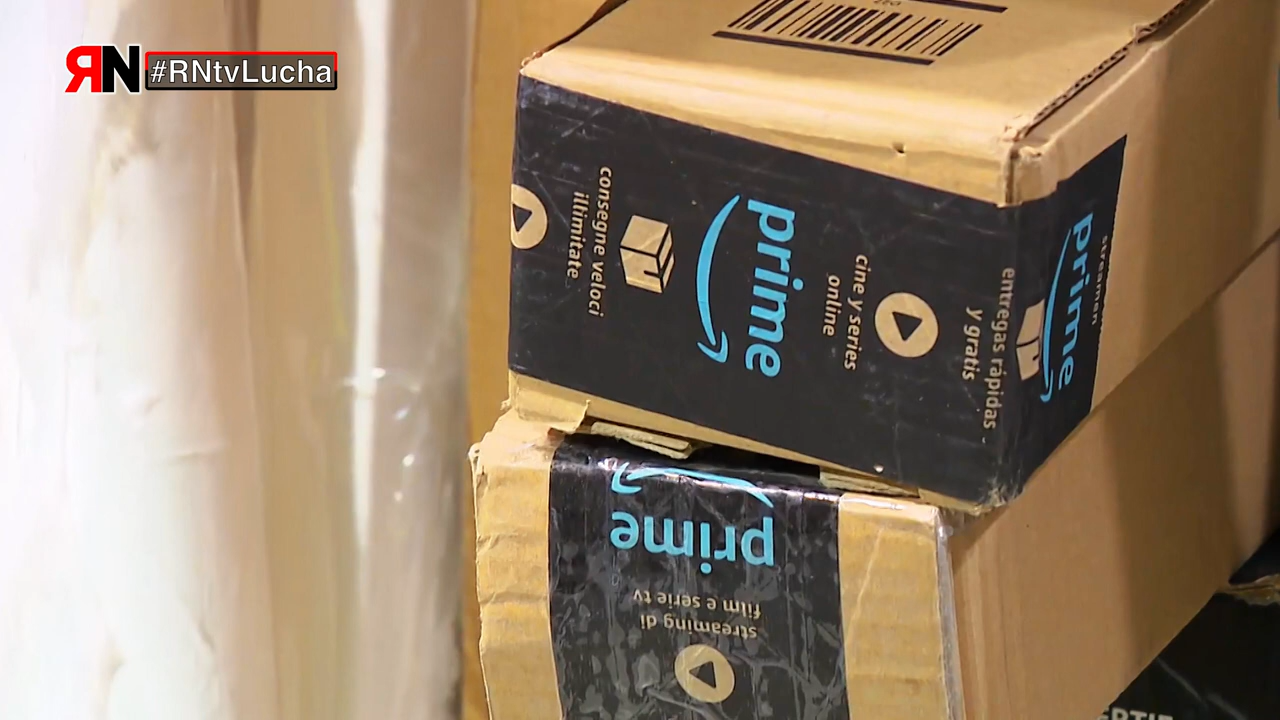 RN #RNtvLucha
consegne veloci
illimitate
prime
cine y series
online
entregas rápidas
y gratis
streamen
prime
prime
streaming di
film e serie tv